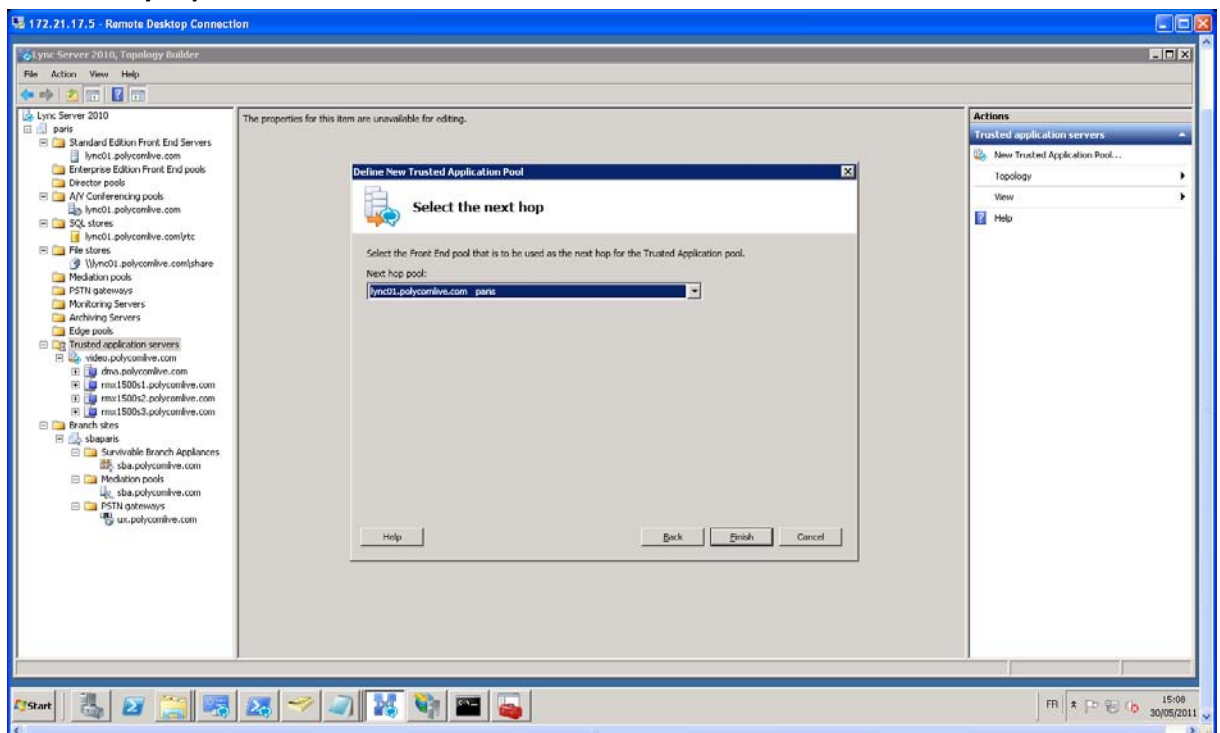 172.21.17.5 - Remote Desktop Connection
Lync Server 2010, Topology Builder
File Action View Help
Lync Server 2010
paris
Standard Edition Front End Servers
lync01.polycomlive.com
Enterprise Edition Front End pools
Director pools
A/V Conferencing pools
lync01.polycomlive.com
SQL stores
lync01.polycomlive.com\rtc
File stores
\\lync01.polycomlive.com\share
Mediation pools
PSTN gateways
Monitoring Servers
Archiving Servers
Edge pools
Trusted application servers
video.polycomlive.com
dma.polycomlive.com
rmx1500s1.polycomlive.com
rmx1500s2.polycomlive.com
rmx1500s3.polycomlive.com
Branch sites
sbaparis
Survivable Branch Appliances
sba.polycomlive.com
Mediation pools
sba.polycomlive.com
PSTN gateways
ux.polycomlive.com
The properties for this item are unavailable for editing.
Define New Trusted Application Pool
Select the next hop
Select the Front End pool that is to be used as the next hop for the Trusted Application pool.
Next hop pool:
lync01.polycomlive.com paris
Help Back Finish Cancel
Actions
Trusted application servers
New Trusted Application Pool...
Topology
View
Help
Start
FR
15:08
30/05/2011